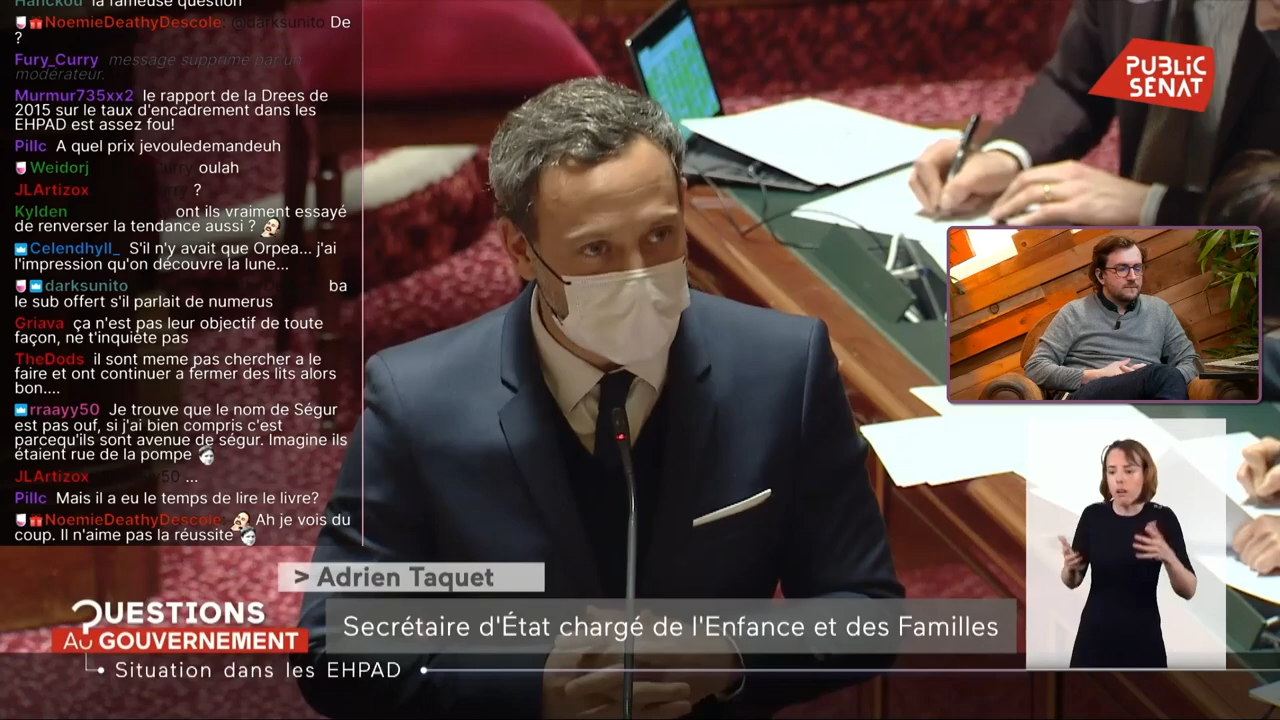 Hanckou la fameuse question
NoemieDeathyDescole @darksunito De
?
Fury_Curry message supprimé par un
modérateur.
Murmur735xx2 le rapport de la Drees de
2015 sur le taux d'encadrement dans les
EHPAD est assez fou!
Pillc A quel prix jevouledemandeuh
Weidorj oulah
JLArtizox ?
Kylden ont ils vraiment essayé
de renverser la tendance aussi ?
Celendhyll_ S'il n'y avait que Orpea... j'ai
l'impression qu'on découvre la lune...
darksunito ba
le sub offert s'il parlait de numerus
Griava ça n'est pas leur objectif de toute
façon, ne t'inquiète pas
TheDods il sont meme pas chercher a le
faire et ont continuer a fermer des lits alors
bon....
rraayy50 Je trouve que le nom de Ségur
est pas ouf, si j'ai bien compris c'est
parcequ'ils sont avenue de ségur. Imagine ils
étaient rue de la pompe
JLArtizox ...
Pillc Mais il a eu le temps de lire le livre?
NoemieDeathyDescole Ah je vois du
coup. Il n'aime pas la réussite
PUBLIC
SÉNAT
> Adrien Taquet
QUESTIONS
AU GOUVERNEMENT
Secrétaire d'État chargé de l'Enfance et des Familles
Situation dans les EHPAD